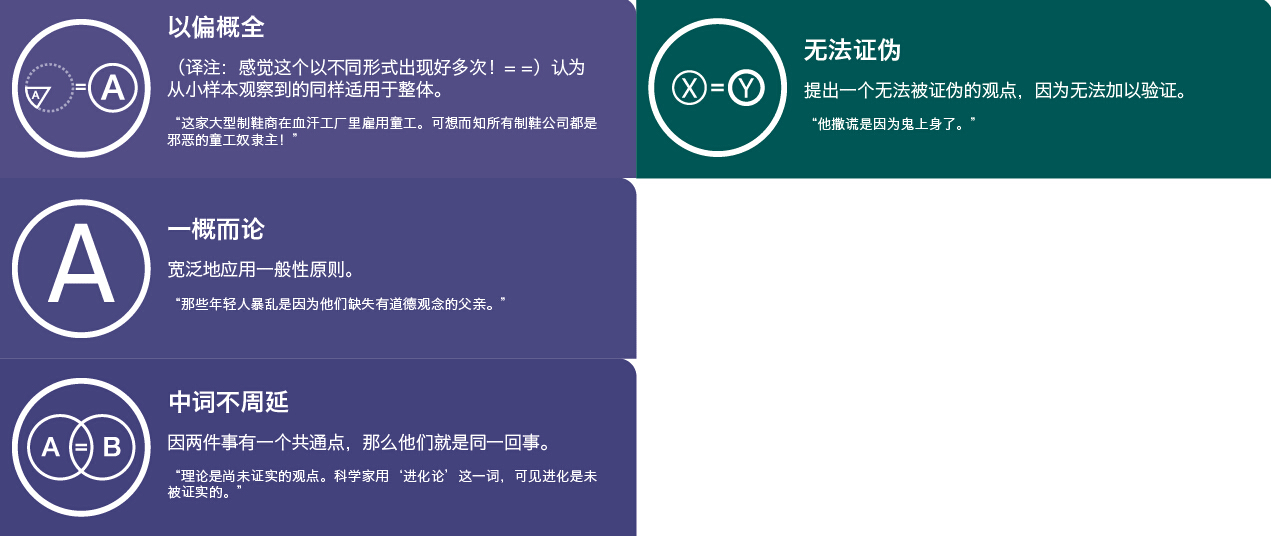 以偏概全
（译注：感觉这个以不同形式出现好多次！= =）认为
从小样本观察到的同样适用于整体。
“这家大型制鞋商在血汗工厂里雇用童工。可想而知所有制鞋公司都是
邪恶的童工奴隶主！”
A
=
A
无法证伪
提出一个无法被证伪的观点，因为无法加以验证。
“他撒谎是因为鬼上身了。”
X=Y
一概而论
宽泛地应用一般性原则。
“那些年轻人暴乱是因为他们缺失有道德观念的父亲。”
A
中词不周延
因两件事有一个共通点，那么他们就是同一回事。
“理论是尚未证实的观点。科学家用‘进化论’这一词，可见进化是未
被证实的。”
A=B